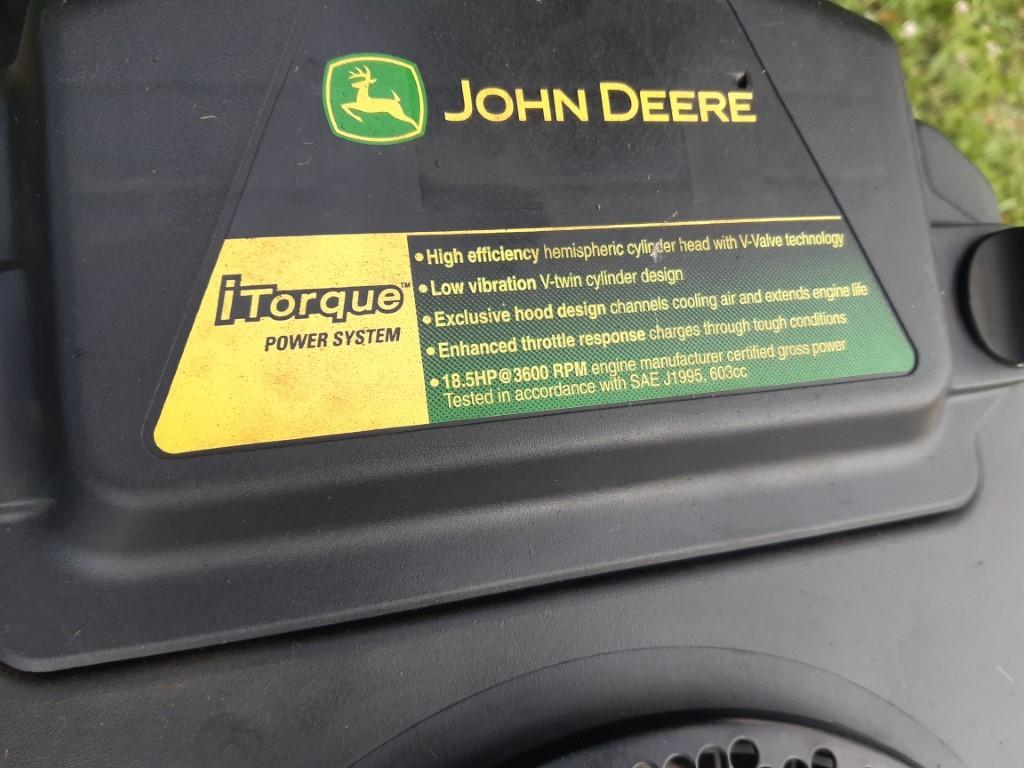 JOHN DEERE
iTorque™
POWER SYSTEM
• High efficiency hemispheric cylinder head with V-Valve technology
• Low vibration V-twin cylinder design
• Exclusive hood design channels cooling air and extends engine life
• Enhanced throttle response charges through tough conditions
• 18.5HP@3600 RPM engine manufacturer certified gross power
Tested in accordance with SAE J1995, 603cc